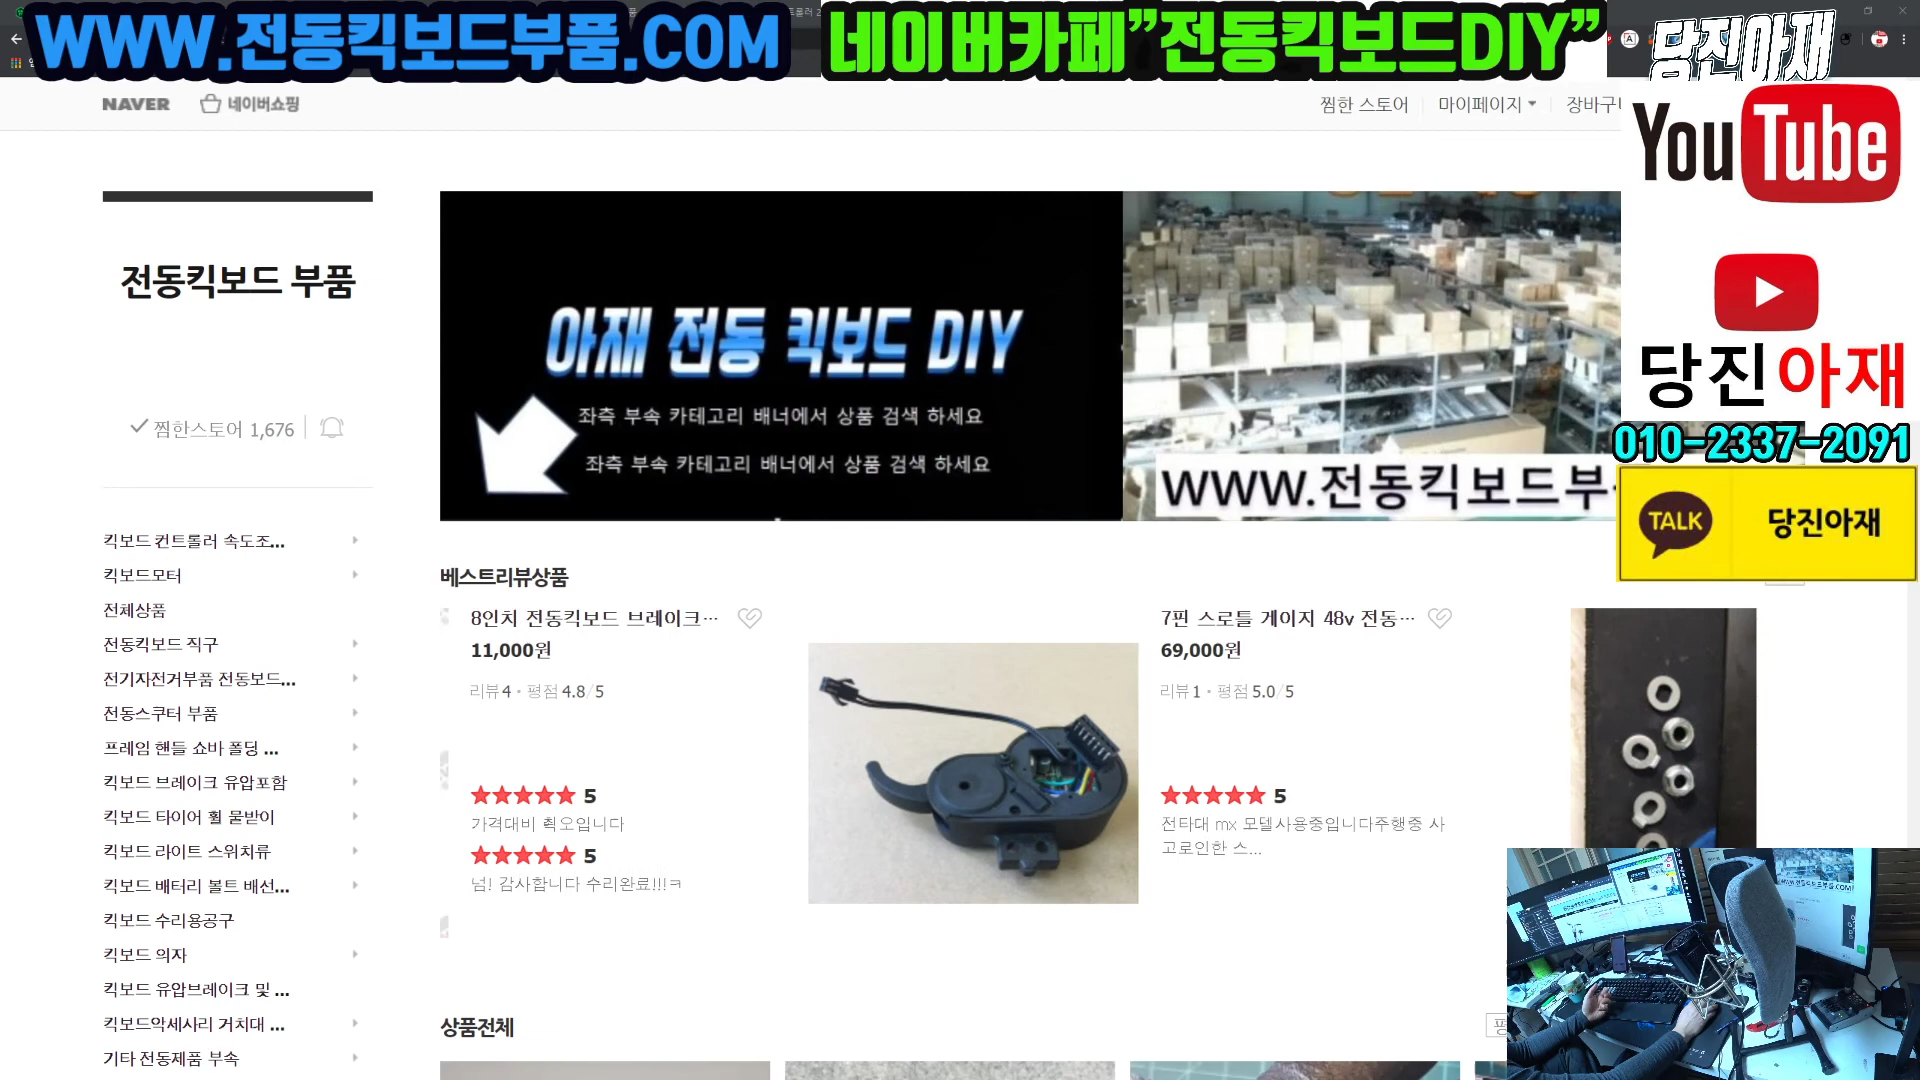 WWW.전동킥보드부품.COM
네이버카페"전동킥보드DIY"
당진아재
NAVER
네이버쇼핑
찜한 스토어
마이페이지
장바구니
YouTube
전동킥보드 부품
아재 전동 킥보드 DIY
좌측 부속 카테고리 배너에서 상품 검색 하세요
좌측 부속 카테고리 배너에서 상품 검색 하세요
WWW.전동킥보드부
당진아재
010-2337-2091
TALK
당진아재
찜한스토어 1,676
킥보드 컨트롤러 속도조...
킥보드모터
전체상품
전동킥보드 직구
전기자전거부품 전동보드...
전동스쿠터 부품
프레임 핸들 쇼바 폴딩 ...
킥보드 브레이크 유압포함
킥보드 타이어 휠 물받이
킥보드 라이트 스위치류
킥보드 배터리 볼트 배선...
킥보드 수리용공구
킥보드 의자
킥보드 유압브레이크 및 ...
킥보드악세사리 거치대 ...
기타 전동제품 부속
베스트리뷰상품
8인치 전동킥보드 브레이크…
11,000원
리뷰 4 · 평점 4.8/5
★★★★★ 5
가격대비 쵝오입니다
★★★★★ 5
넘! 감사합니다 수리완료!!!ㅋ
7핀 스로틀 게이지 48v 전동…
69,000원
리뷰 1 · 평점 5.0/5
★★★★★ 5
전타대 mx 모델사용중입니다주행중 사
고로인한 스...
상품전체